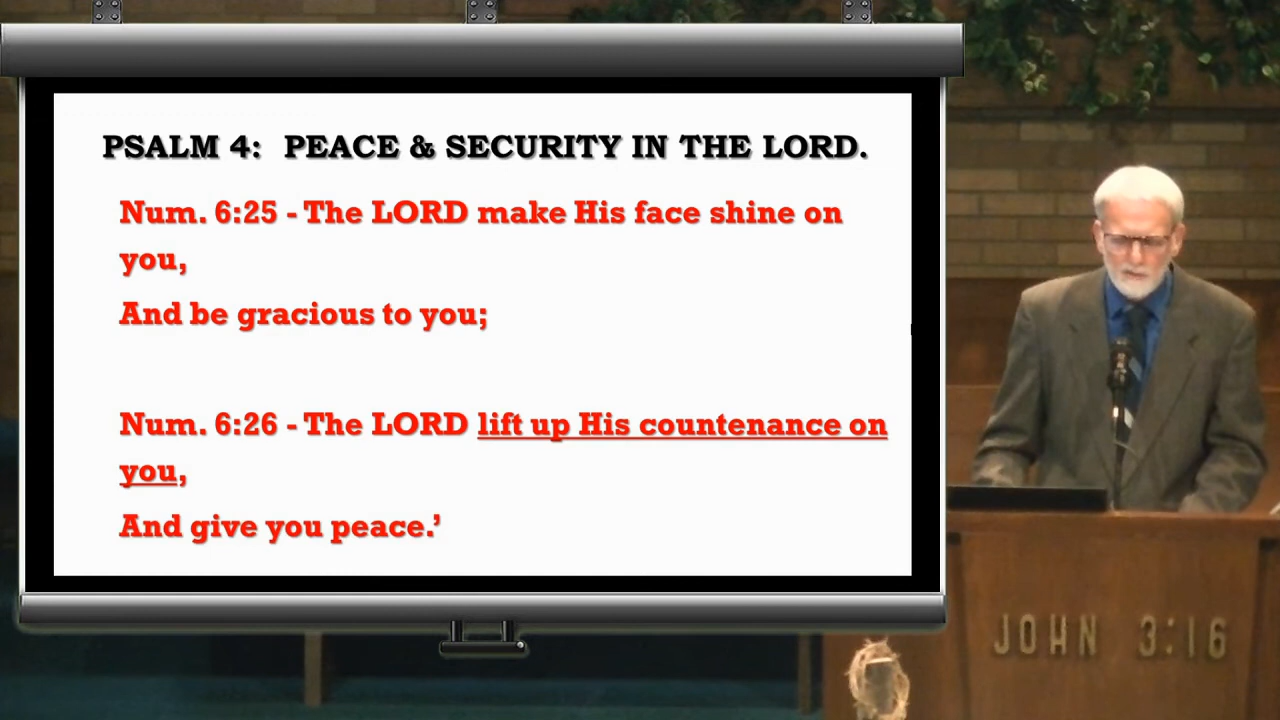 PSALM 4: PEACE & SECURITY IN THE LORD.
Num. 6:25 - The LORD make His face shine on
you,
And be gracious to you;
Num. 6:26 - The LORD lift up His countenance on
you,
And give you peace.’
JOHN 3:16